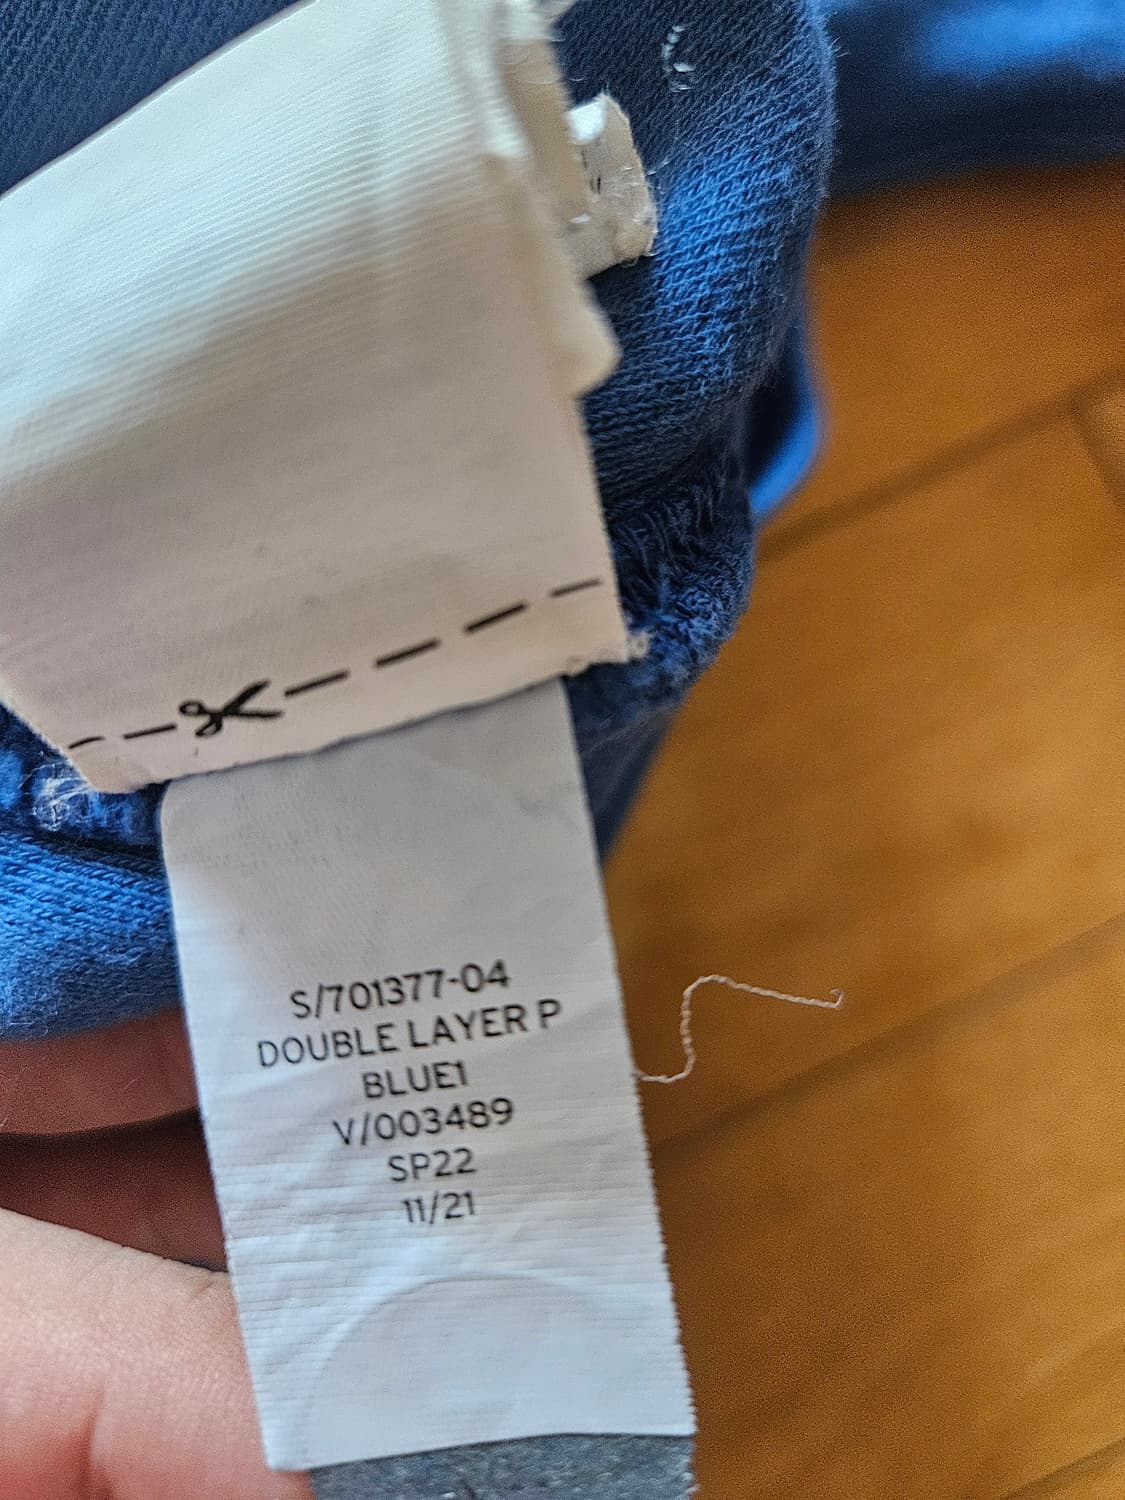 S/701377-04
DOUBLE LAYER P
BLUE1
V/003489
SP22
11/21